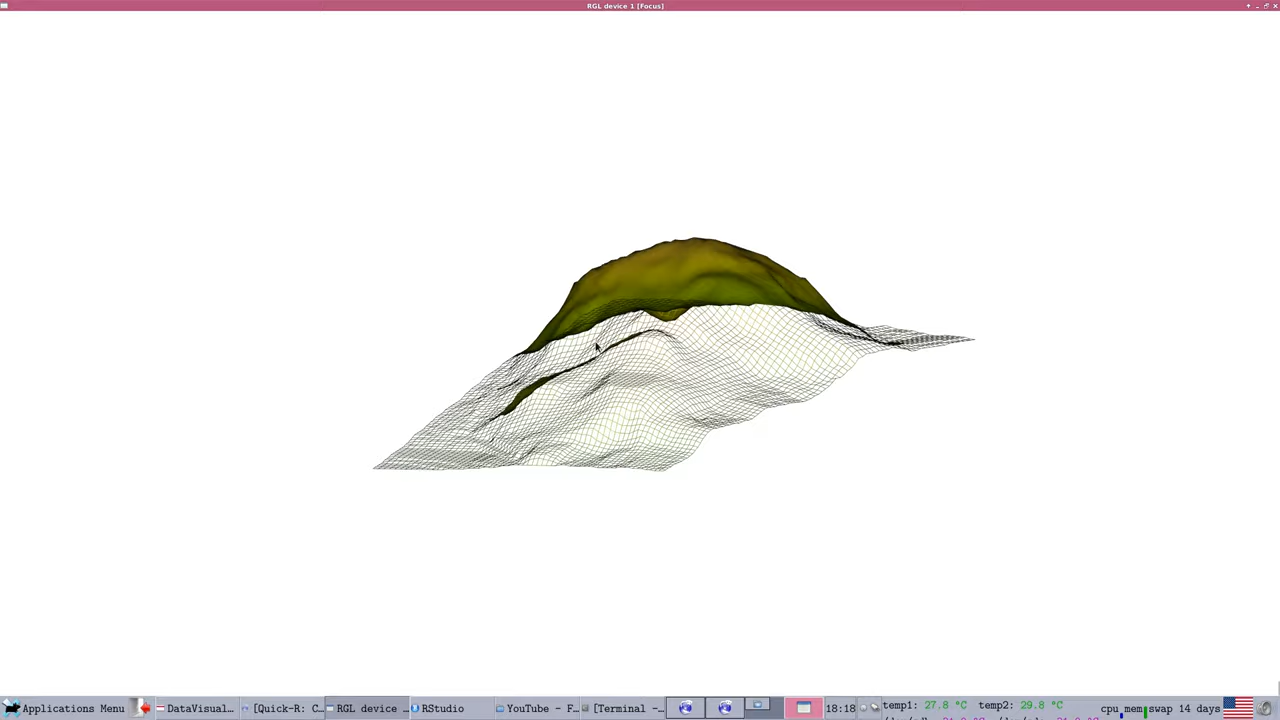 RGL device 1 [Focus]
Applications Menu
DataVisual...
[Quick-R: C...
RGL device ...
RStudio
YouTube - F...
[Terminal -...
18:18
temp1: 27.8 °C temp2: 29.8 °C
cpu mem swap 14 days